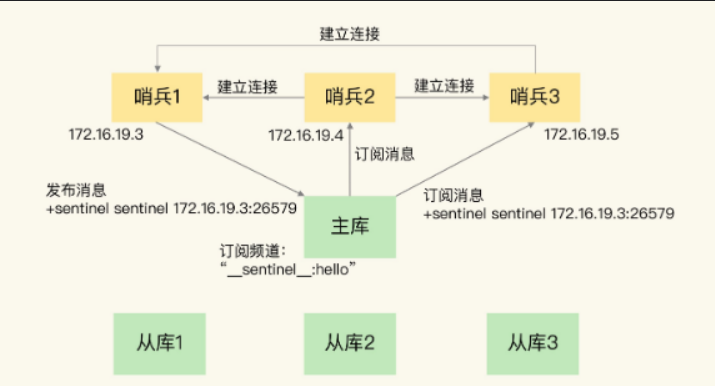 建立连接
哨兵1
建立连接
哨兵2
建立连接
哨兵3
172.16.19.3
172.16.19.4
172.16.19.5
订阅消息
发布消息
+sentinel sentinel 172.16.19.3:26579
订阅消息
+sentinel sentinel 172.16.19.3:26579
主库
订阅频道：
“__sentinel__:hello”
从库1
从库2
从库3